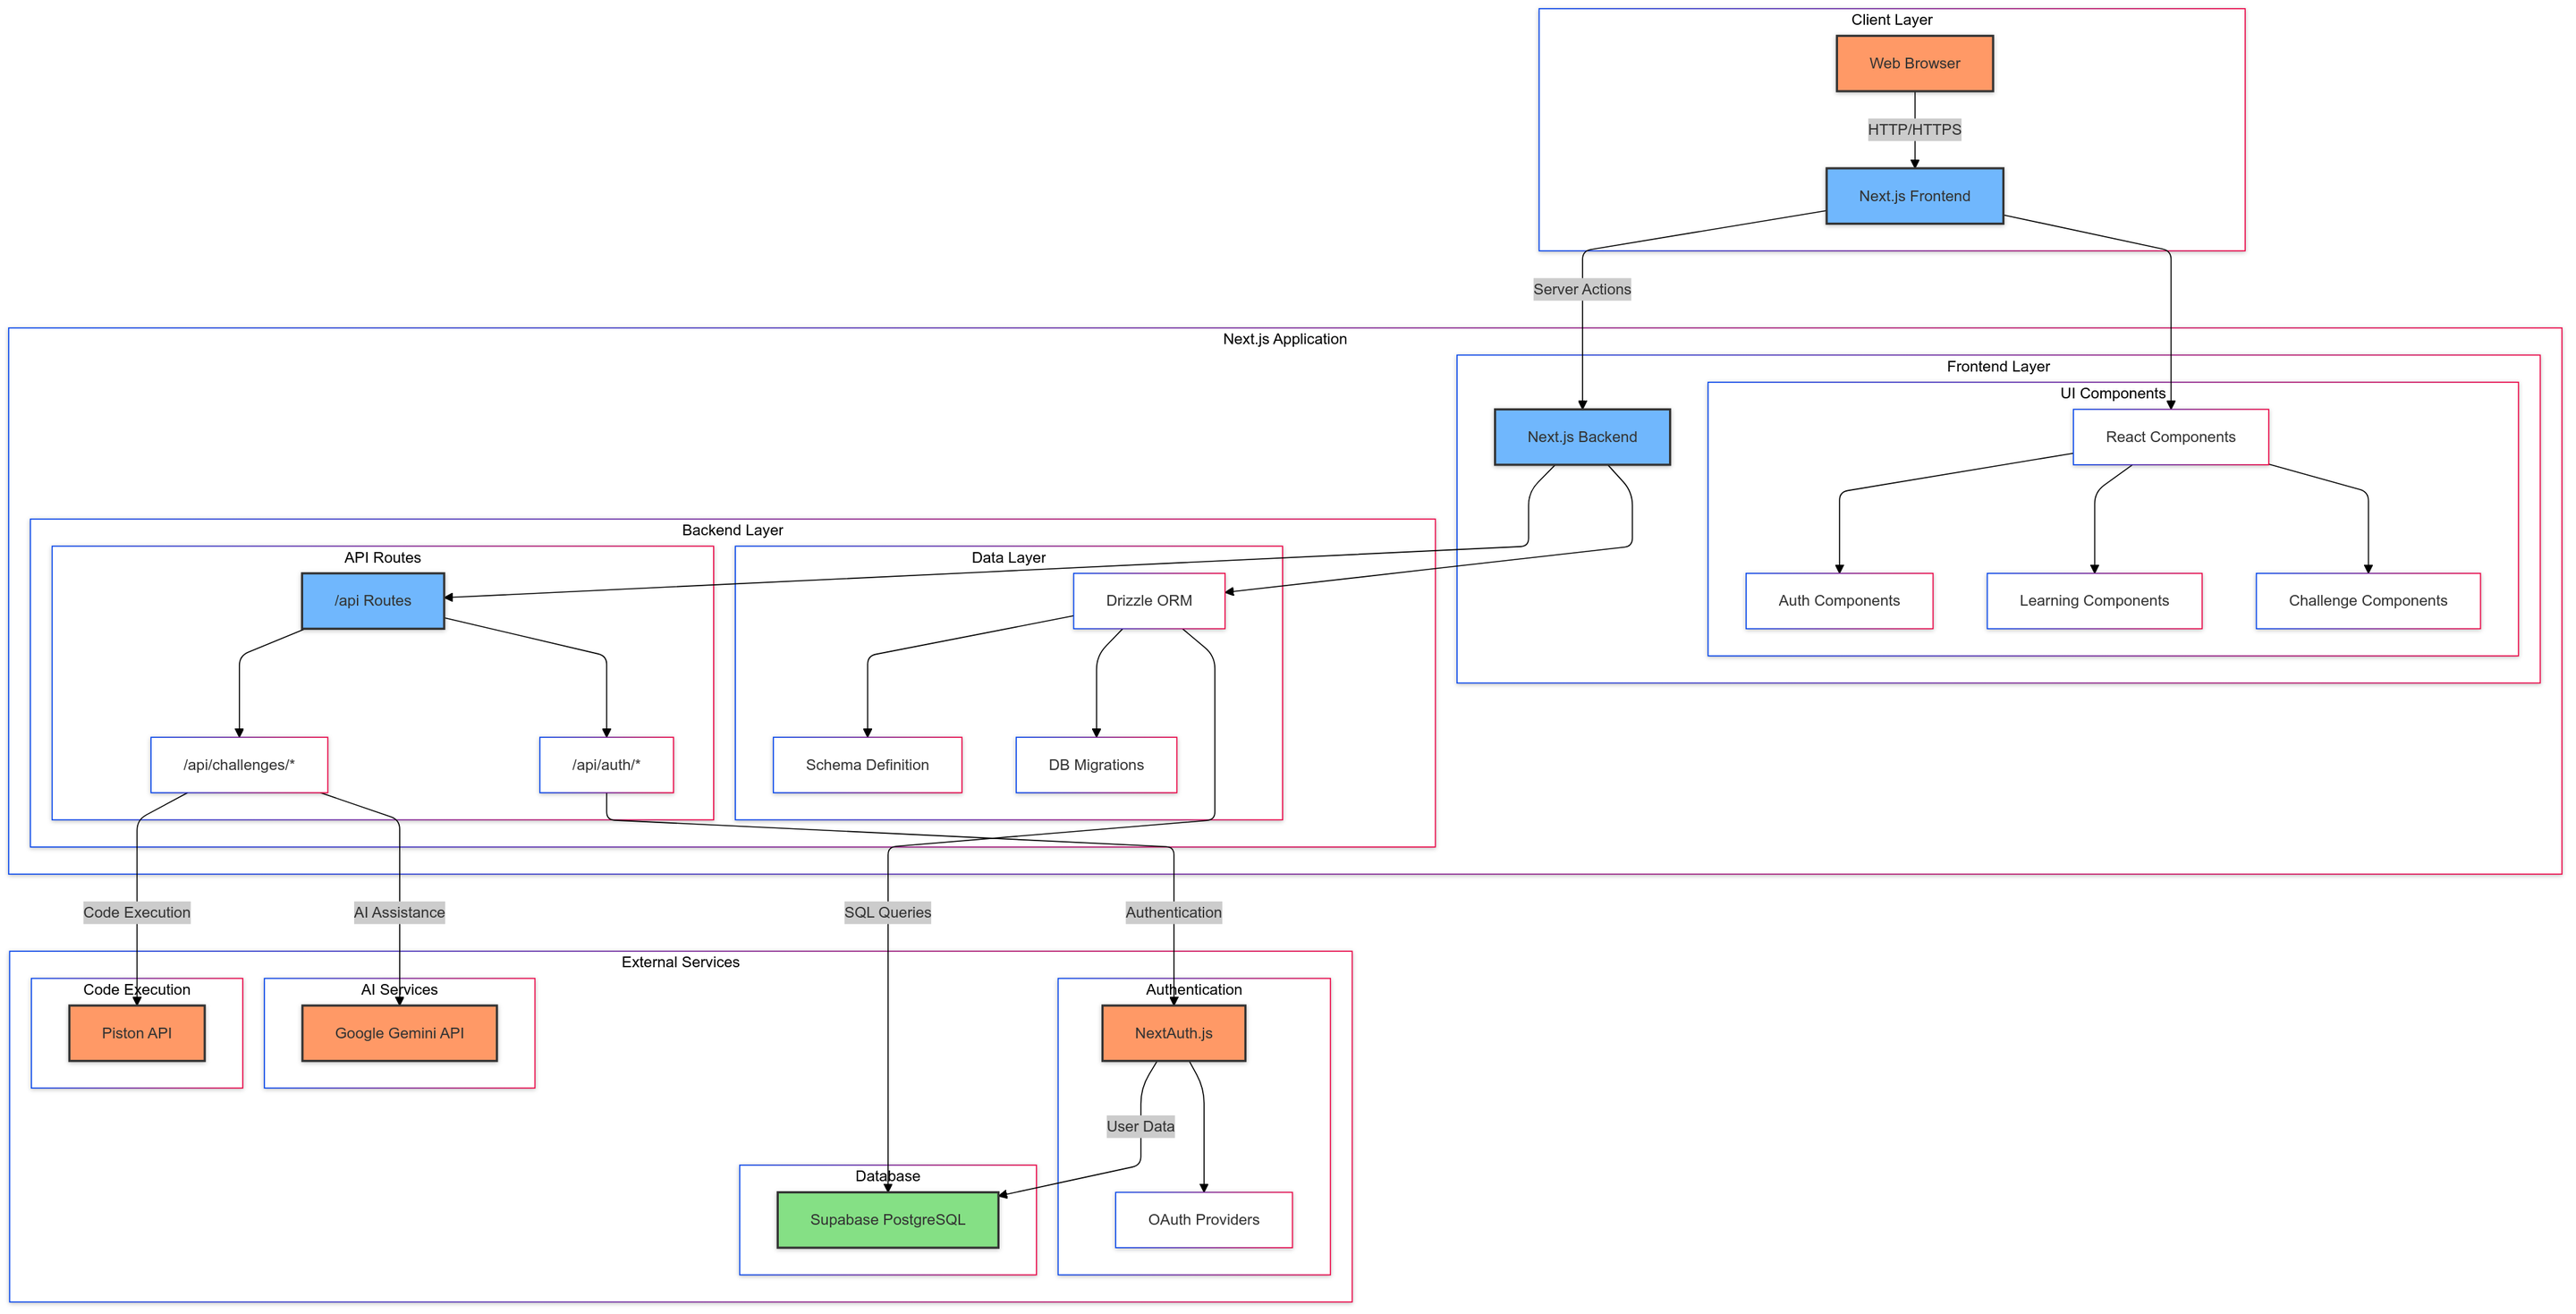 Client Layer
Web Browser
HTTP/HTTPS
Next.js Frontend
Server Actions
Next.js Application
Frontend Layer
UI Components
Next.js Backend
React Components
Backend Layer
API Routes
Data Layer
/api Routes
Drizzle ORM
Auth Components
Learning Components
Challenge Components
/api/challenges/*
/api/auth/*
Schema Definition
DB Migrations
Code Execution
AI Assistance
SQL Queries
Authentication
External Services
Code Execution
AI Services
Authentication
Piston API
Google Gemini API
NextAuth.js
User Data
Database
Supabase PostgreSQL
OAuth Providers